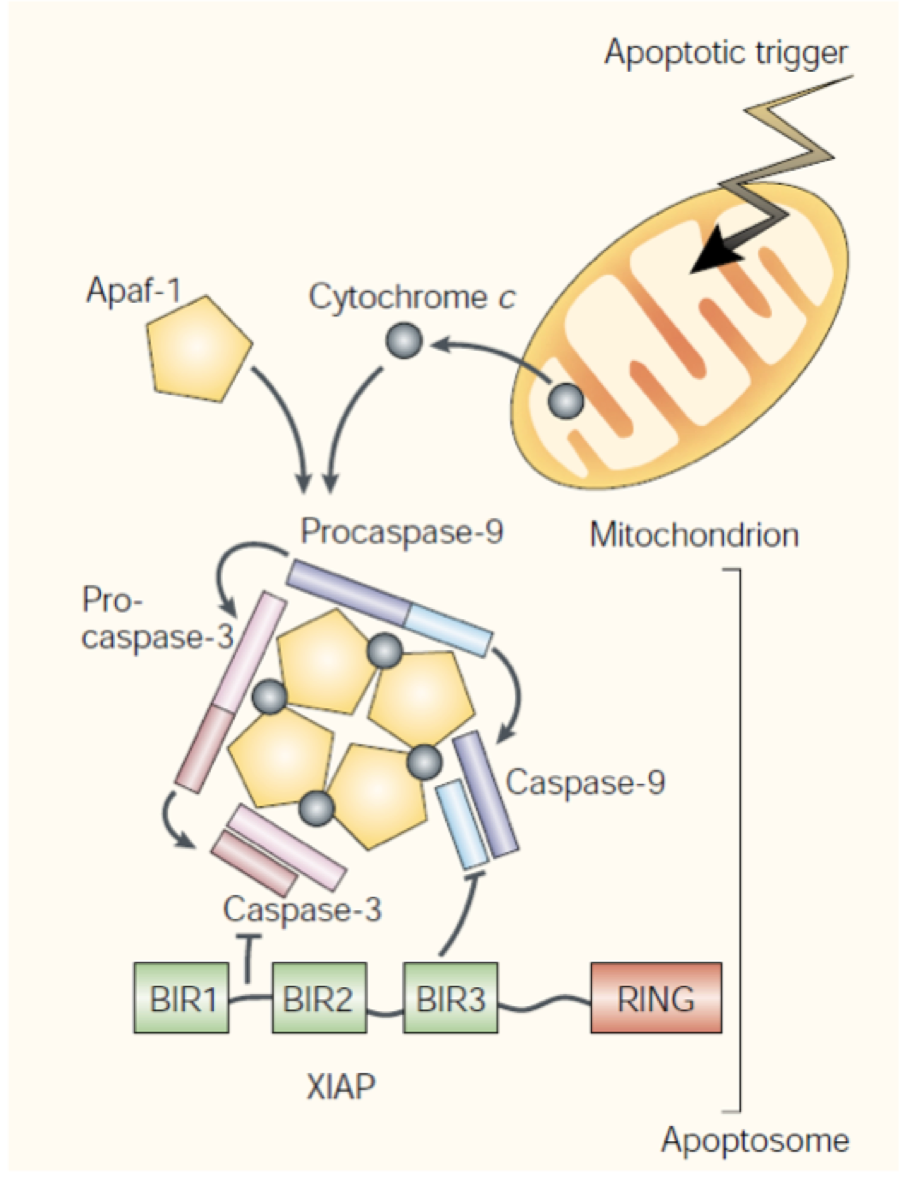 Apoptotic trigger
Apaf-1
Cytochrome c
Procaspase-9
Mitochondrion
Pro-
caspase-3
Caspase-9
Caspase-3
BIR1
BIR2
BIR3
RING
XIAP
Apoptosome